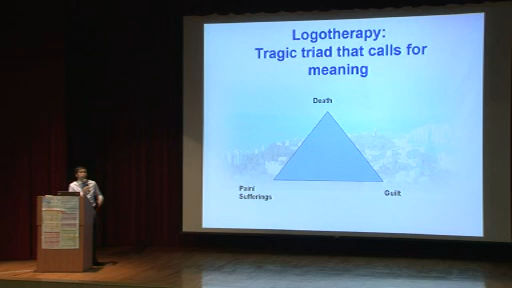 Logotherapy:
Tragic triad that calls for
meaning
Death
Pain/
Sufferings
Guilt